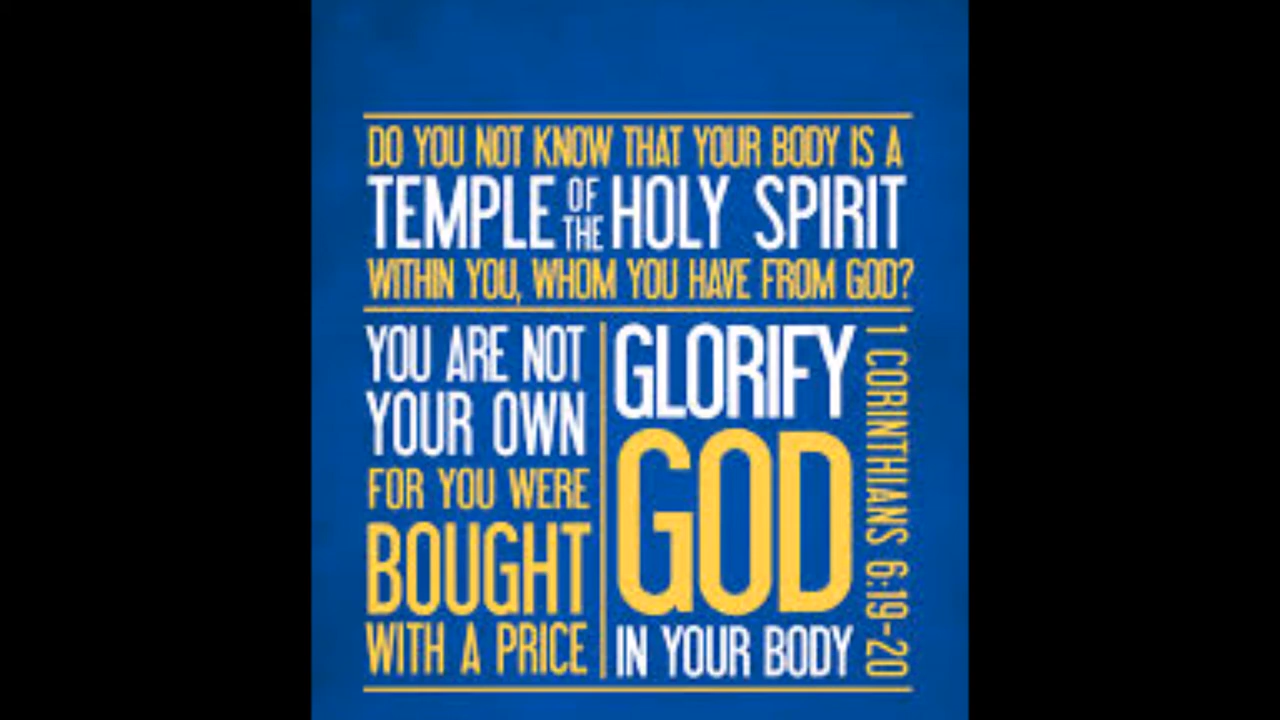 DO YOU NOT KNOW THAT YOUR BODY IS A
TEMPLE OF THE HOLY SPIRIT
WITHIN YOU, WHOM YOU HAVE FROM GOD?
YOU ARE NOT
YOUR OWN
FOR YOU WERE
BOUGHT
WITH A PRICE
GLORIFY
GOD
IN YOUR BODY
1 CORINTHIANS 6:19-20